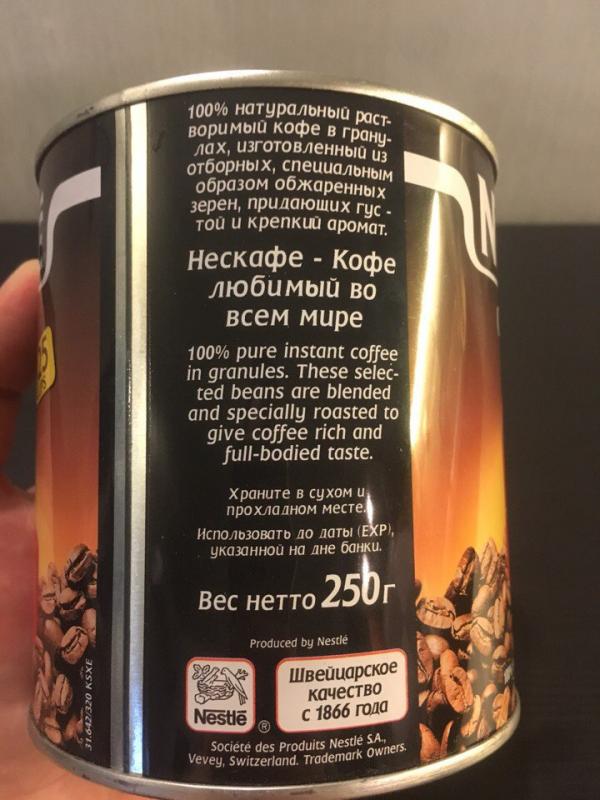 100% натуральный раст-
воримый кофе в грану-
лах, изготовленный из
отборных, специальным
образом обжаренных
зерен, придающих гус -
той и крепкий аромат.
Нескафе - Кофе
любимый во
всем мире
100% pure instant coffee
in granules. These selec-
ted beans are blended
and specially roasted to
give coffee rich and
full-bodied taste.
Храните в сухом и
прохладном месте.
Использовать до даты (EXP),
указанной на дне банки.
Вес нетто 250г
Produced by Nestlé
Nestlé ®
Швейцарское
качество
с 1866 года
Société des Produits Nestlé S.A.,
Vevey, Switzerland. Trademark Owners.
31.642/320 KSXE
N